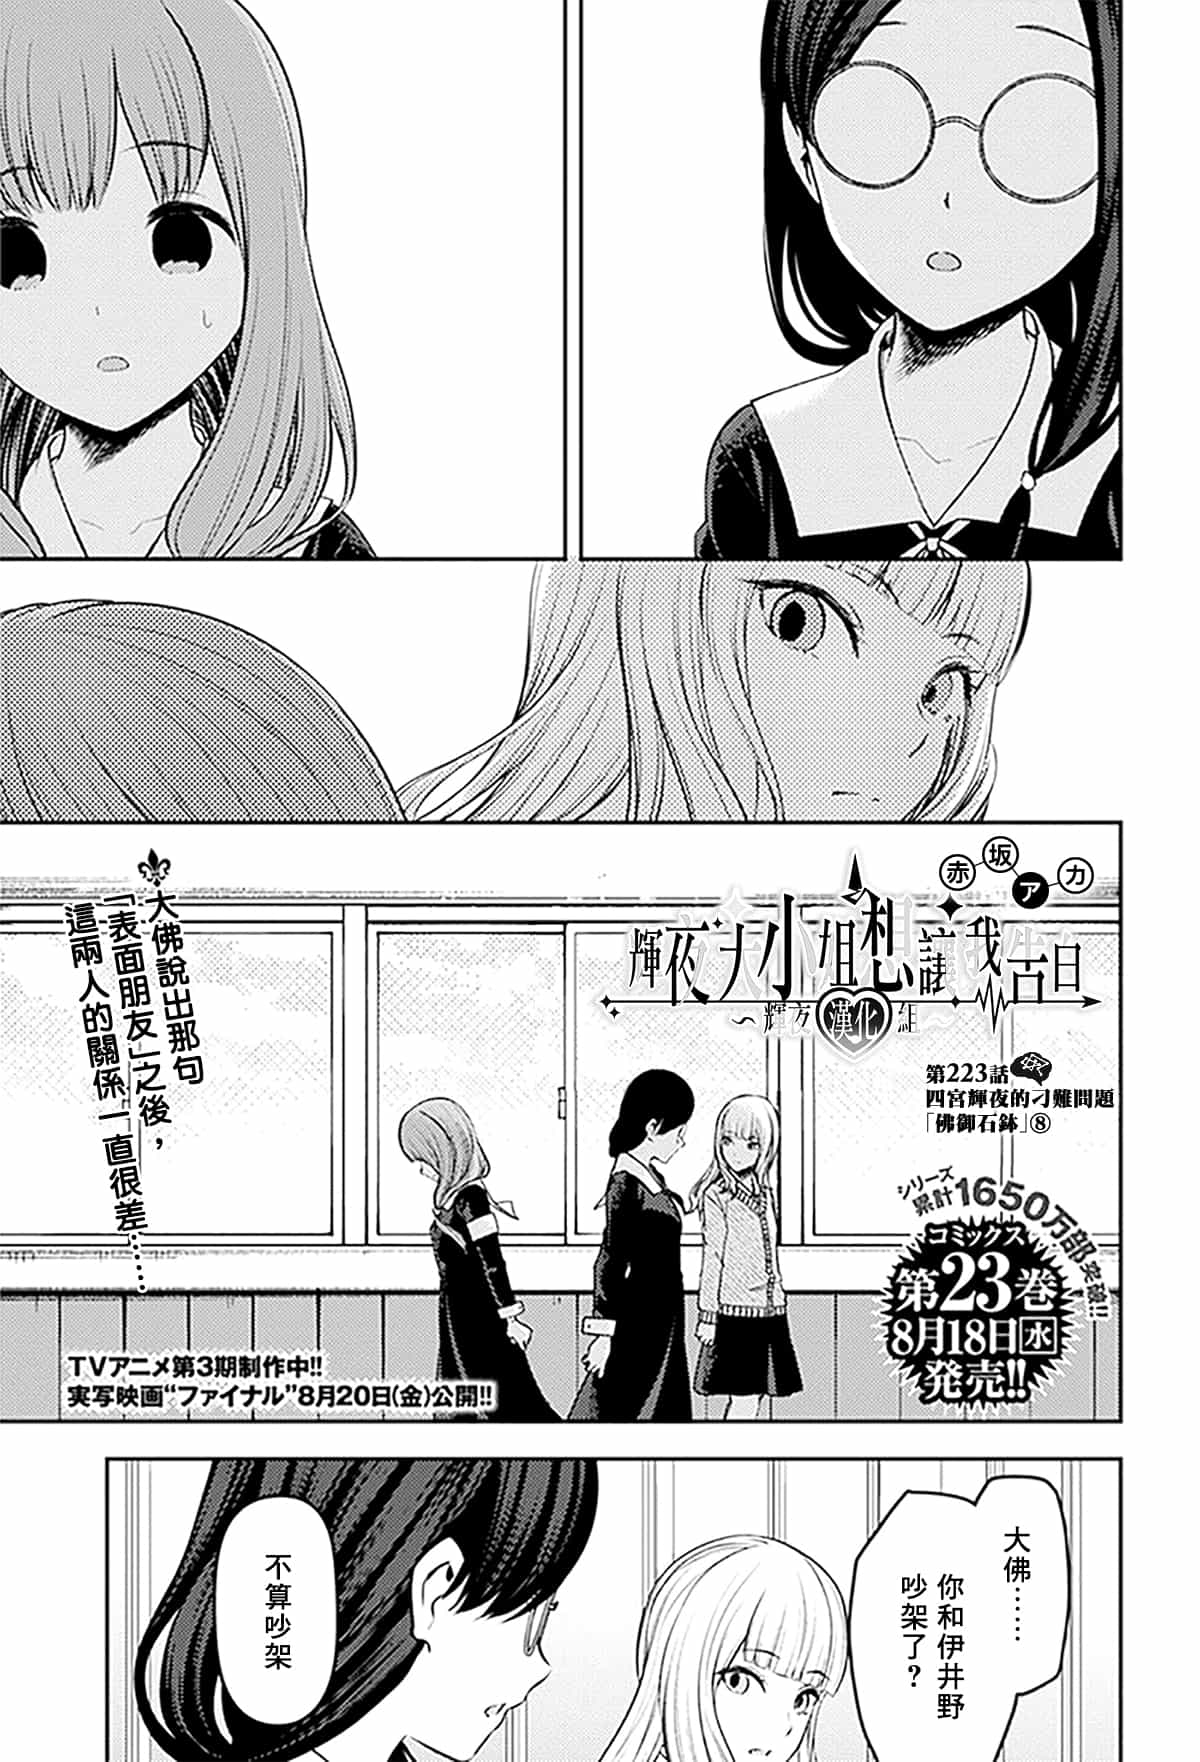 赤坂アカ
輝夜大小姐想讓我告白
〜輝夜漢化組〜
第223話
四宮輝夜的刁難問題
「佛御石鉢」⑧
大佛說出那句
「表面朋友」之後，
這兩人的關係一直很差……
シリーズ
累計1650万部突破!!
コミックス
第23巻
8月18日水
発売!!
TVアニメ第3期制作中!!
実写映画“ファイナル”8月20日(金)公開!!
大佛……
你和伊井野
吵架了？
不算吵架